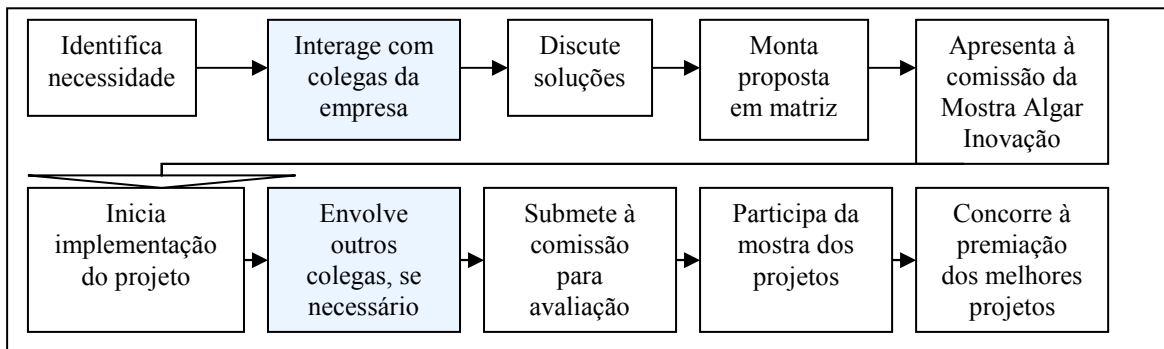 Identifica
necessidade
Interage com
colegas da
empresa
Discute
soluções
Monta
proposta
em matriz
Apresenta à
comissão da
Mostra Algar
Inovação
Inicia
implementação
do projeto
Envolve
outros
colegas, se
necessário
Submete à
comissão
para
avaliação
Participa da
mostra dos
projetos
Concorre à
premiação
dos melhores
projetos